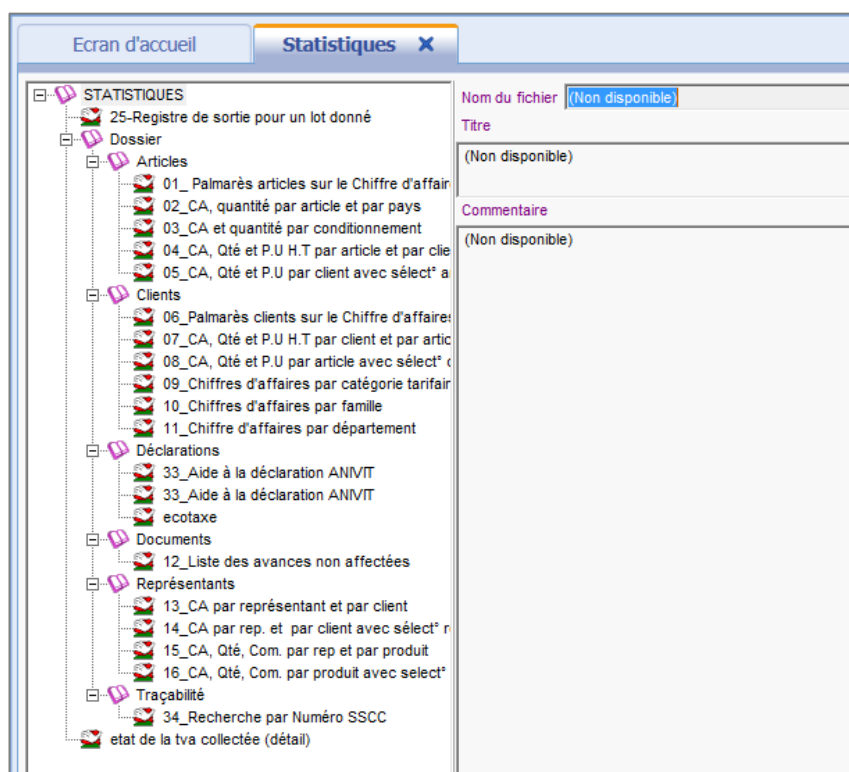 Ecran d'accueil
Statistiques
STATISTIQUES
25-Registre de sortie pour un lot donné
Dossier
Articles
01_ Palmarès articles sur le Chiffre d'affair
02_CA, quantité par article et par pays
03_CA et quantité par conditionnement
04_CA, Qté et P.U H.T par article et par clie
05_CA, Qté et P.U par client avec sélect° a
Clients
06_Palmarès clients sur le Chiffre d'affaires
07_CA, Qté et P.U H.T par client et par artic
08_CA, Qté et P.U par article avec sélect° c
09_Chiffres d'affaires par catégorie tarifair
10_Chiffres d'affaires par famille
11_Chiffre d'affaires par département
Déclarations
33_Aide à la déclaration ANIVIT
33_Aide à la déclaration ANIVIT
ecotaxe
Documents
12_Liste des avances non affectées
Représentants
13_CA par représentant et par client
14_CA par rep. et par client avec sélect° r
15_CA, Qté, Com. par rep et par produit
16_CA, Qté, Com. par produit avec select°
Traçabilité
34_Recherche par Numéro SSCC
etat de la tva collectée (détail)
Nom du fichier (Non disponible)
Titre
(Non disponible)
Commentaire
(Non disponible)